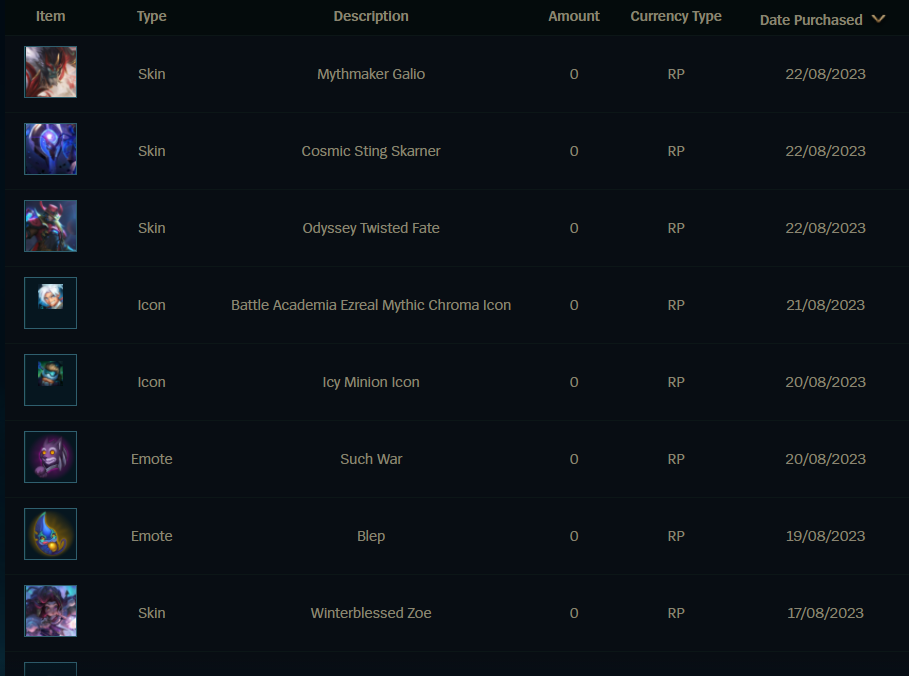 Item Type Description Amount Currency Type Date Purchased
Skin Mythmaker Galio 0 RP 22/08/2023
Skin Cosmic Sting Skarner 0 RP 22/08/2023
Skin Odyssey Twisted Fate 0 RP 22/08/2023
Icon Battle Academia Ezreal Mythic Chroma Icon 0 RP 21/08/2023
Icon Icy Minion Icon 0 RP 20/08/2023
Emote Such War 0 RP 20/08/2023
Emote Blep 0 RP 19/08/2023
Skin Winterblessed Zoe 0 RP 17/08/2023